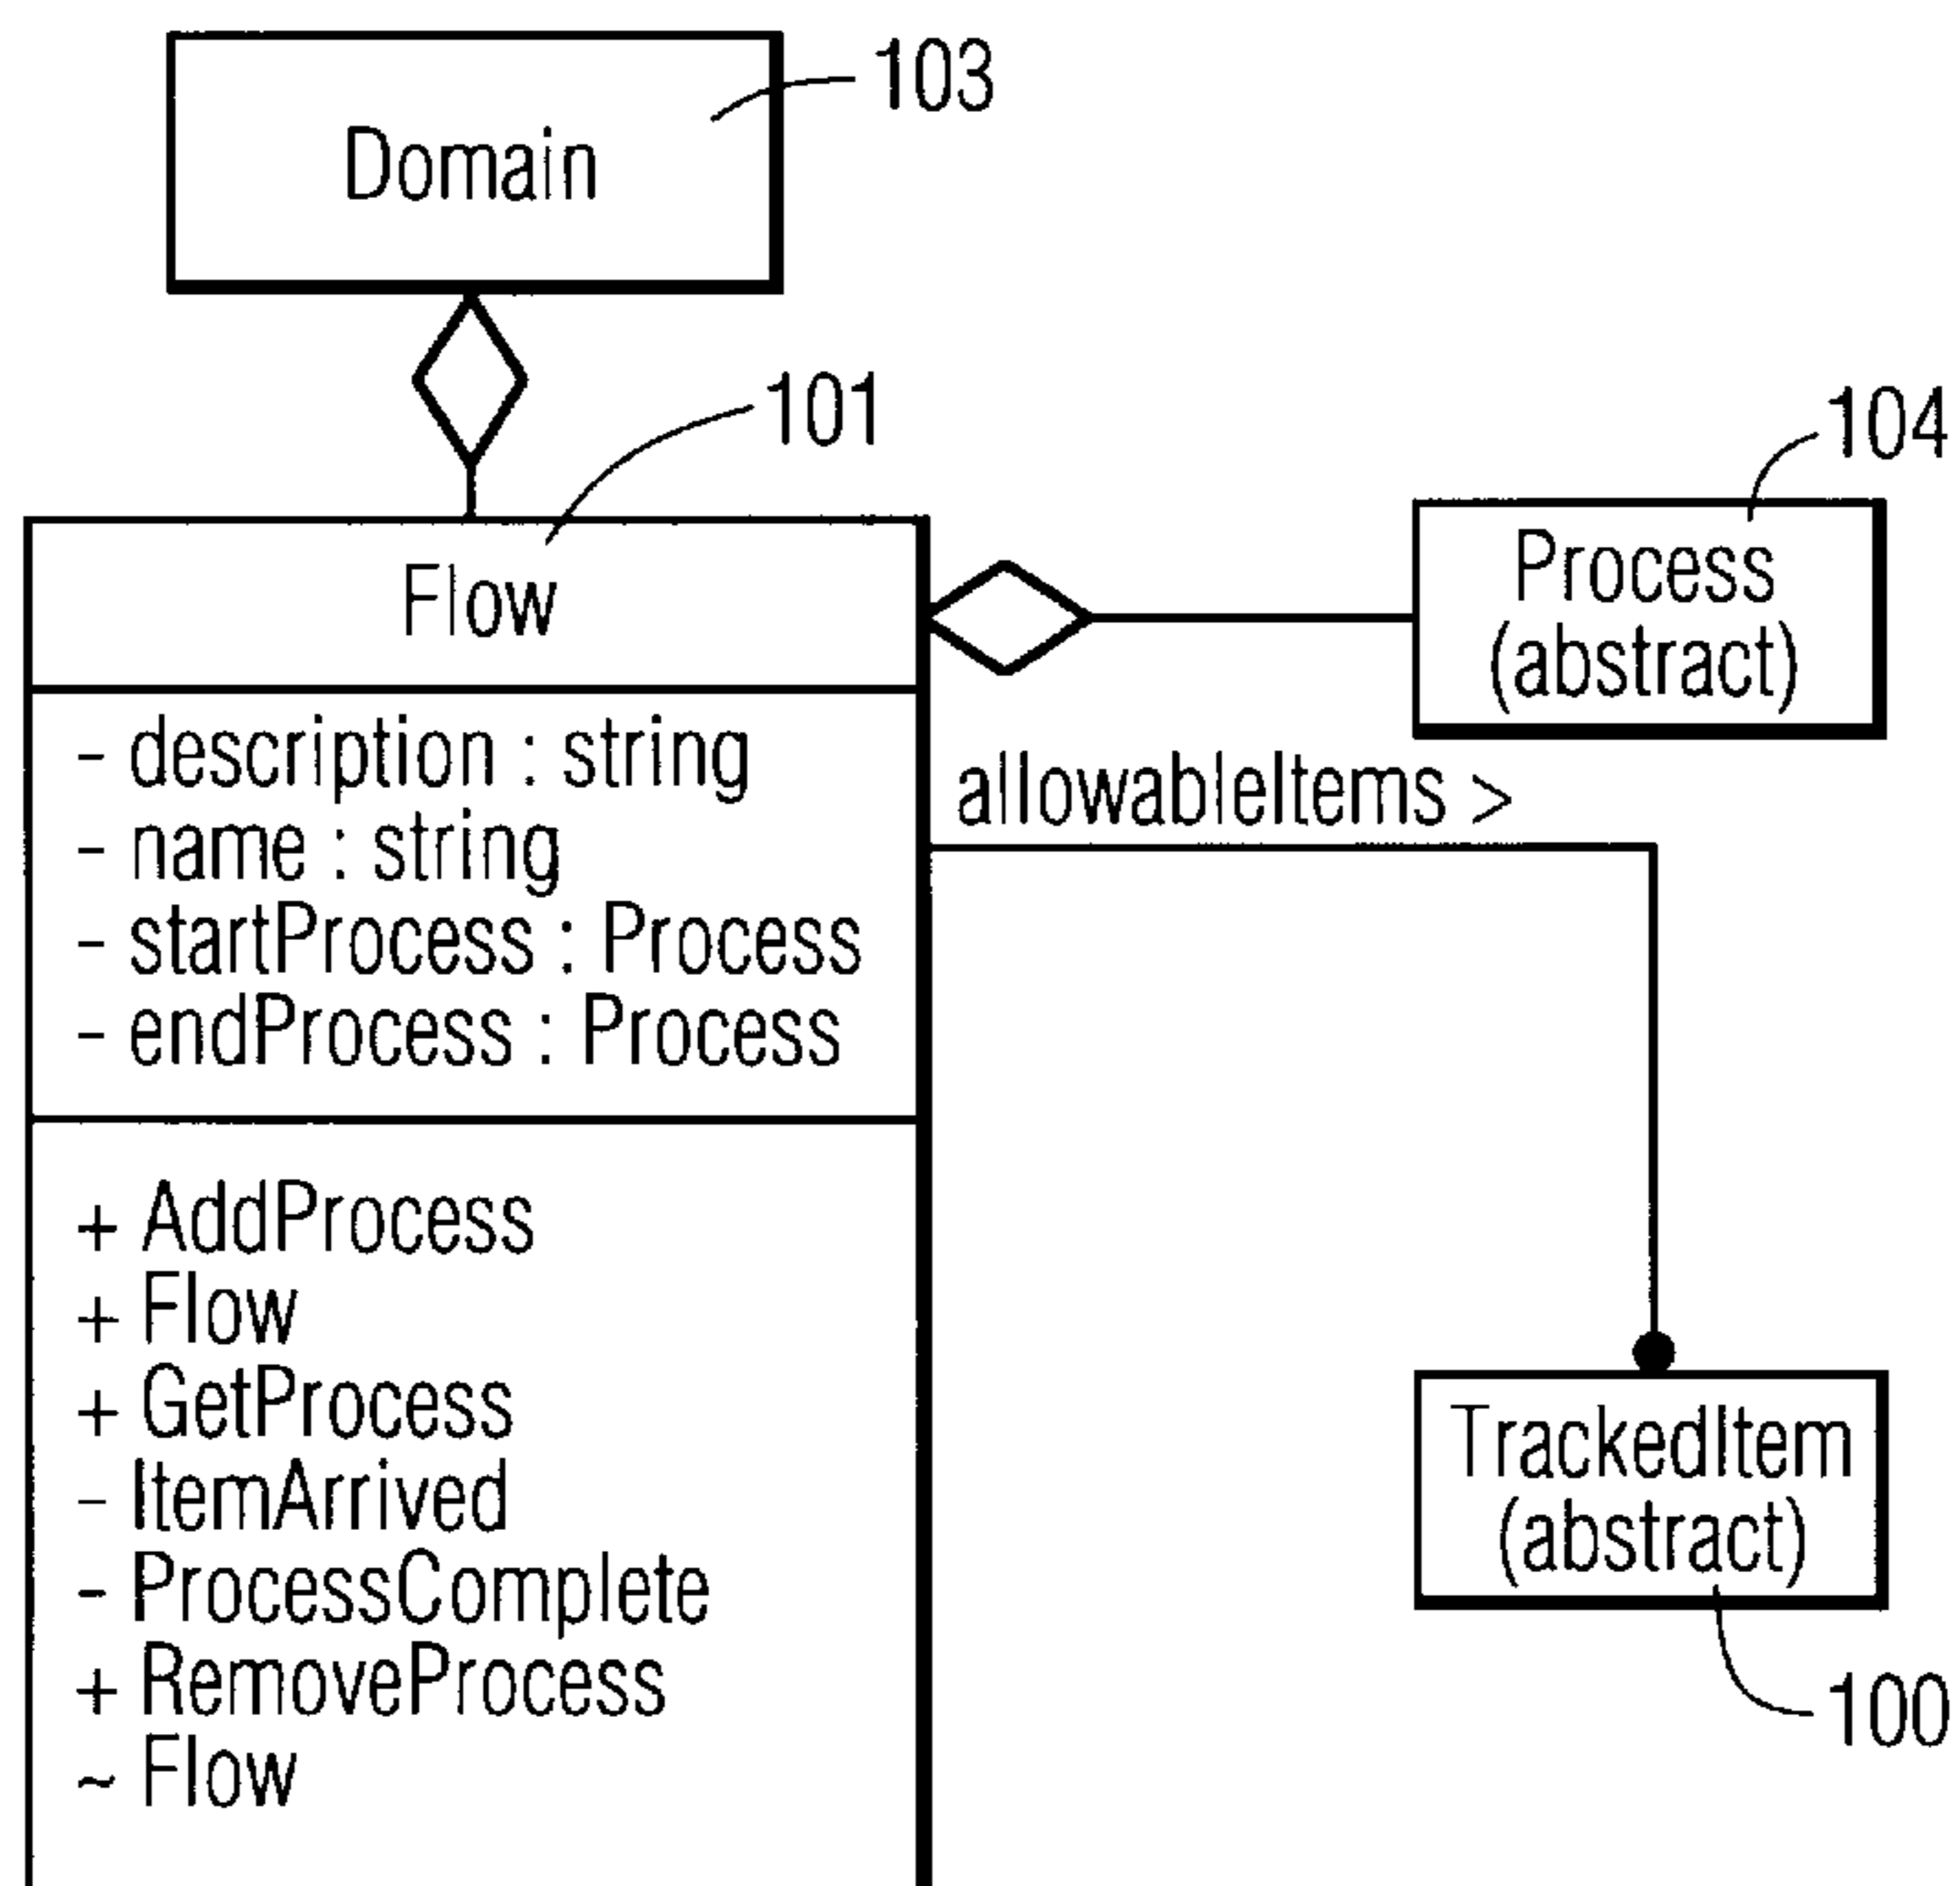 103
Domain
101
104
Flow
Process
(abstract)
- description : string
- name : string
- startProcess : Process
- endProcess : Process
allowableItems >
+ AddProcess
+ Flow
+ GetProcess
- ItemArrived
- ProcessComplete
+ RemoveProcess
~ Flow
TrackedItem
(abstract)
100